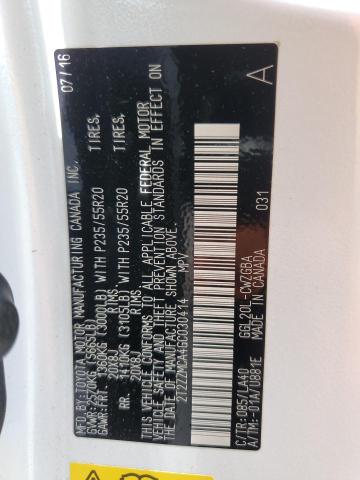 07/16
MFD. BY:TOYOTA MOTOR MANUFACTURING CANADA INC.
GVWR:2520KG (5565LB)
GAWR:FRT. 1360KG (3000LB) WITH P235/55R20 TIRES,
20X8J RIMS
RR. 1410KG (3105LB) WITH P235/55R20 TIRES,
20X8J RIMS
THIS VEHICLE CONFORMS TO ALL APPLICABLE FEDERAL MOTOR
VEHICLE SAFETY AND THEFT PREVENTION STANDARDS IN EFFECT ON
THE DATE OF MANUFACTURE SHOWN ABOVE.
MPV
031
C/TR:085/LA40 GGL20L-CWZGBA
A/TM:-01A/U881E MADE IN CANADA
A